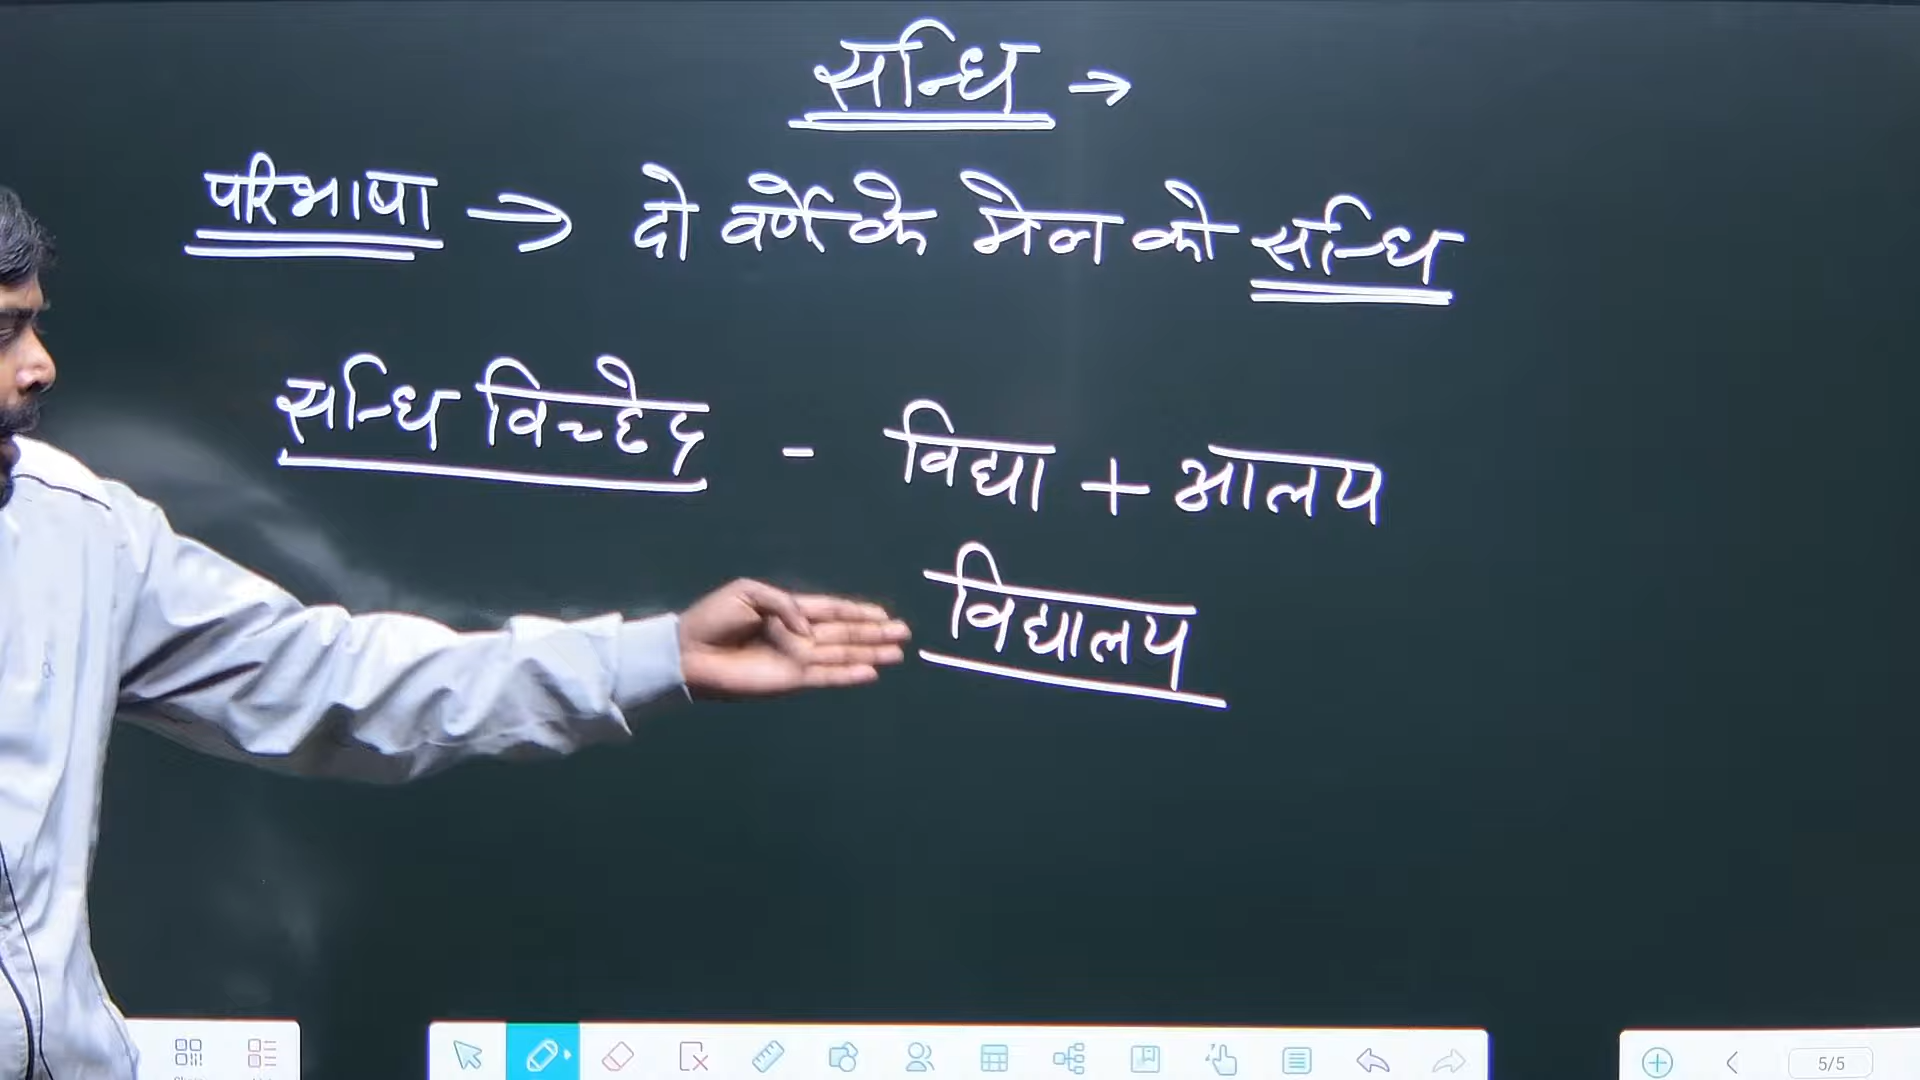 सन्धि →
परिभाषा → दो वर्णो के मेल को सन्धि
सन्धि विच्छेद - विद्या + आलय
विद्यालय
5/5